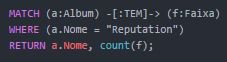 MATCH (a:Album) -[:TEM]-> (f:Faixa)
WHERE (a.Nome = "Reputation")
RETURN a.Nome, count(f);